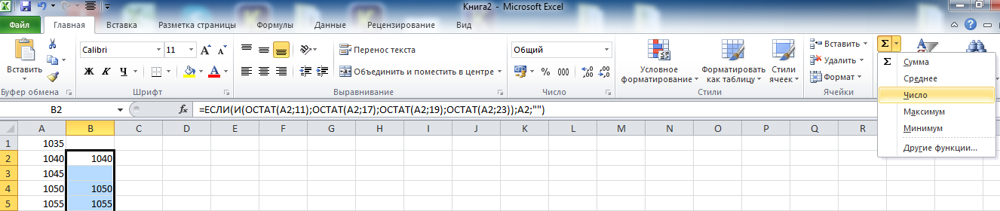 Книга2 - Microsoft Excel
Файл Главная Вставка Разметка страницы Формулы Данные Рецензирование Вид
Вставить
Буфер обмена
Calibri 11
Ж К Ч
Шрифт
Перенос текста
Объединить и поместить в центре
Выравнивание
Общий
% 000
Число
Условное форматирование
Форматировать как таблицу
Стили ячеек
Стили
Вставить
Удалить
Формат
Ячейки
Σ
Σ Сумма
Среднее
Число
Максимум
Минимум
Другие функции...
B2 fx =ЕСЛИ(И(ОСТАТ(A2;11);ОСТАТ(A2;17);ОСТАТ(A2;19);ОСТАТ(A2;23));A2;"")
A B C D E F G H I J K L M N O P Q R
1 1035
2 1040 1040
3 1045
4 1050 1050
5 1055 1055